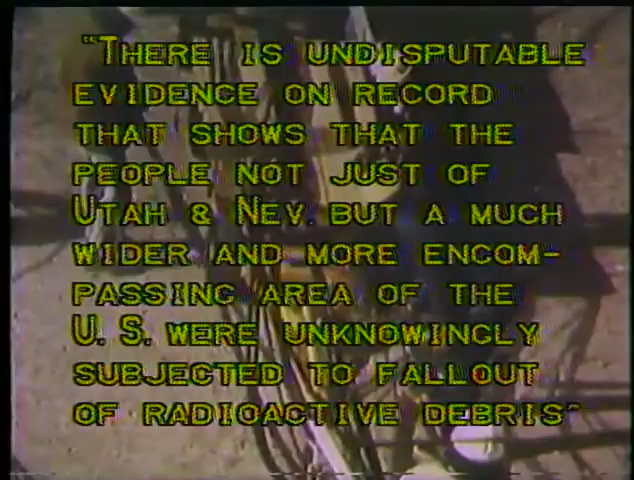 "There is undisputable
evidence on record
that shows that the
people not just of
Utah & Nev. but a much
wider and more encom-
passing area of the
U. S. were unknowingly
subjected to fallout
of radioactive debris"